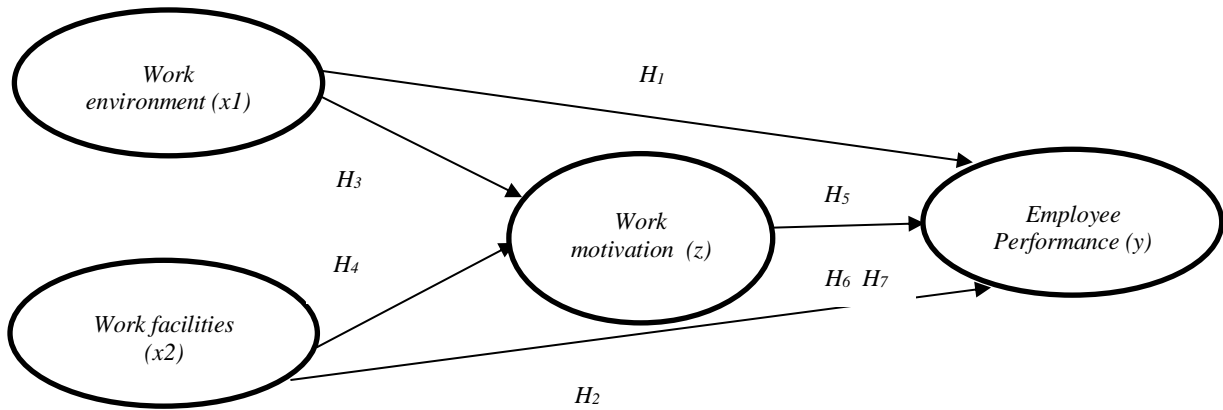 Work
environment (x1)
H1
H3
Work
motivation (z)
H5
Employee
Performance (y)
H4
H6 H7
Work facilities
(x2)
H2